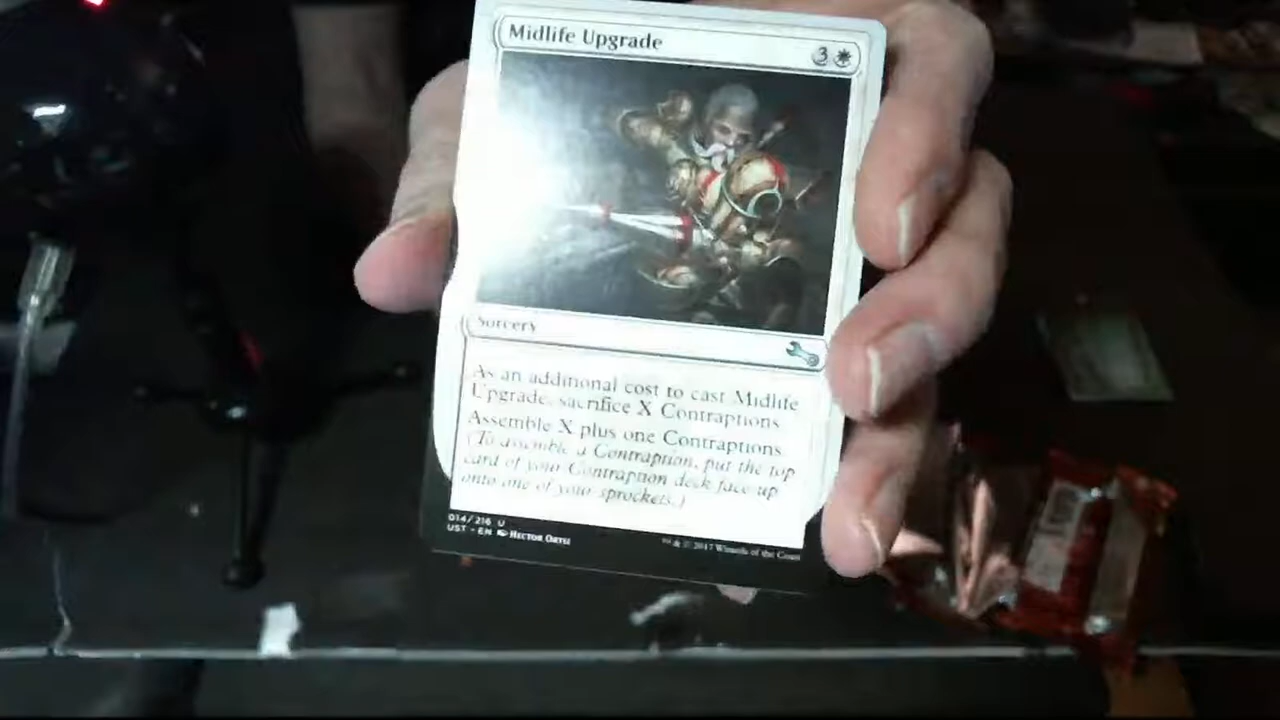 Midlife Upgrade 3
Sorcery
As an additional cost to cast Midlife
Upgrade, sacrifice X Contraptions.
Assemble X plus one Contraptions.
(To assemble a Contraption, put the top
card of your Contraption deck face up
onto one of your sprockets.)
014/216 U
UST • EN HECTOR ORTIZ
™ & © 2017 Wizards of the Coast